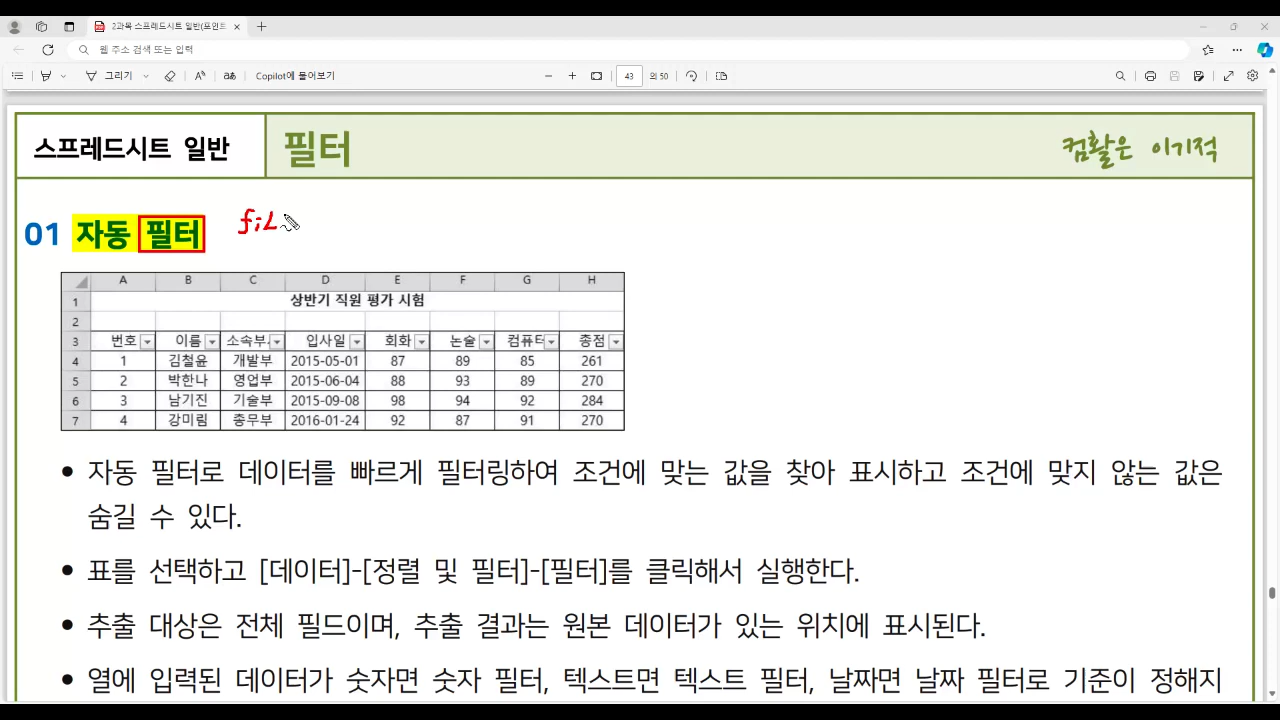 2과목 스프레드시트 일반(포인트
웹 주소 검색 또는 입력
그리기 Copilot에 물어보기 43 의 50
스프레드시트 일반 필터 컴활은 이기적
01 자동 필터 fiL
A B C D E F G H
1 상반기 직원 평가 시험
2
3 번호 이름 소속부 입사일 회화 논술 컴퓨터 총점
4 1 김철윤 개발부 2015-05-01 87 89 85 261
5 2 박한나 영업부 2015-06-04 88 93 89 270
6 3 남기진 기술부 2015-09-08 98 94 92 284
7 4 강미림 총무부 2016-01-24 92 87 91 270
• 자동 필터로 데이터를 빠르게 필터링하여 조건에 맞는 값을 찾아 표시하고 조건에 맞지 않는 값은
숨길 수 있다.
• 표를 선택하고 [데이터]-[정렬 및 필터]-[필터]를 클릭해서 실행한다.
• 추출 대상은 전체 필드이며, 추출 결과는 원본 데이터가 있는 위치에 표시된다.
• 열에 입력된 데이터가 숫자면 숫자 필터, 텍스트면 텍스트 필터, 날짜면 날짜 필터로 기준이 정해지